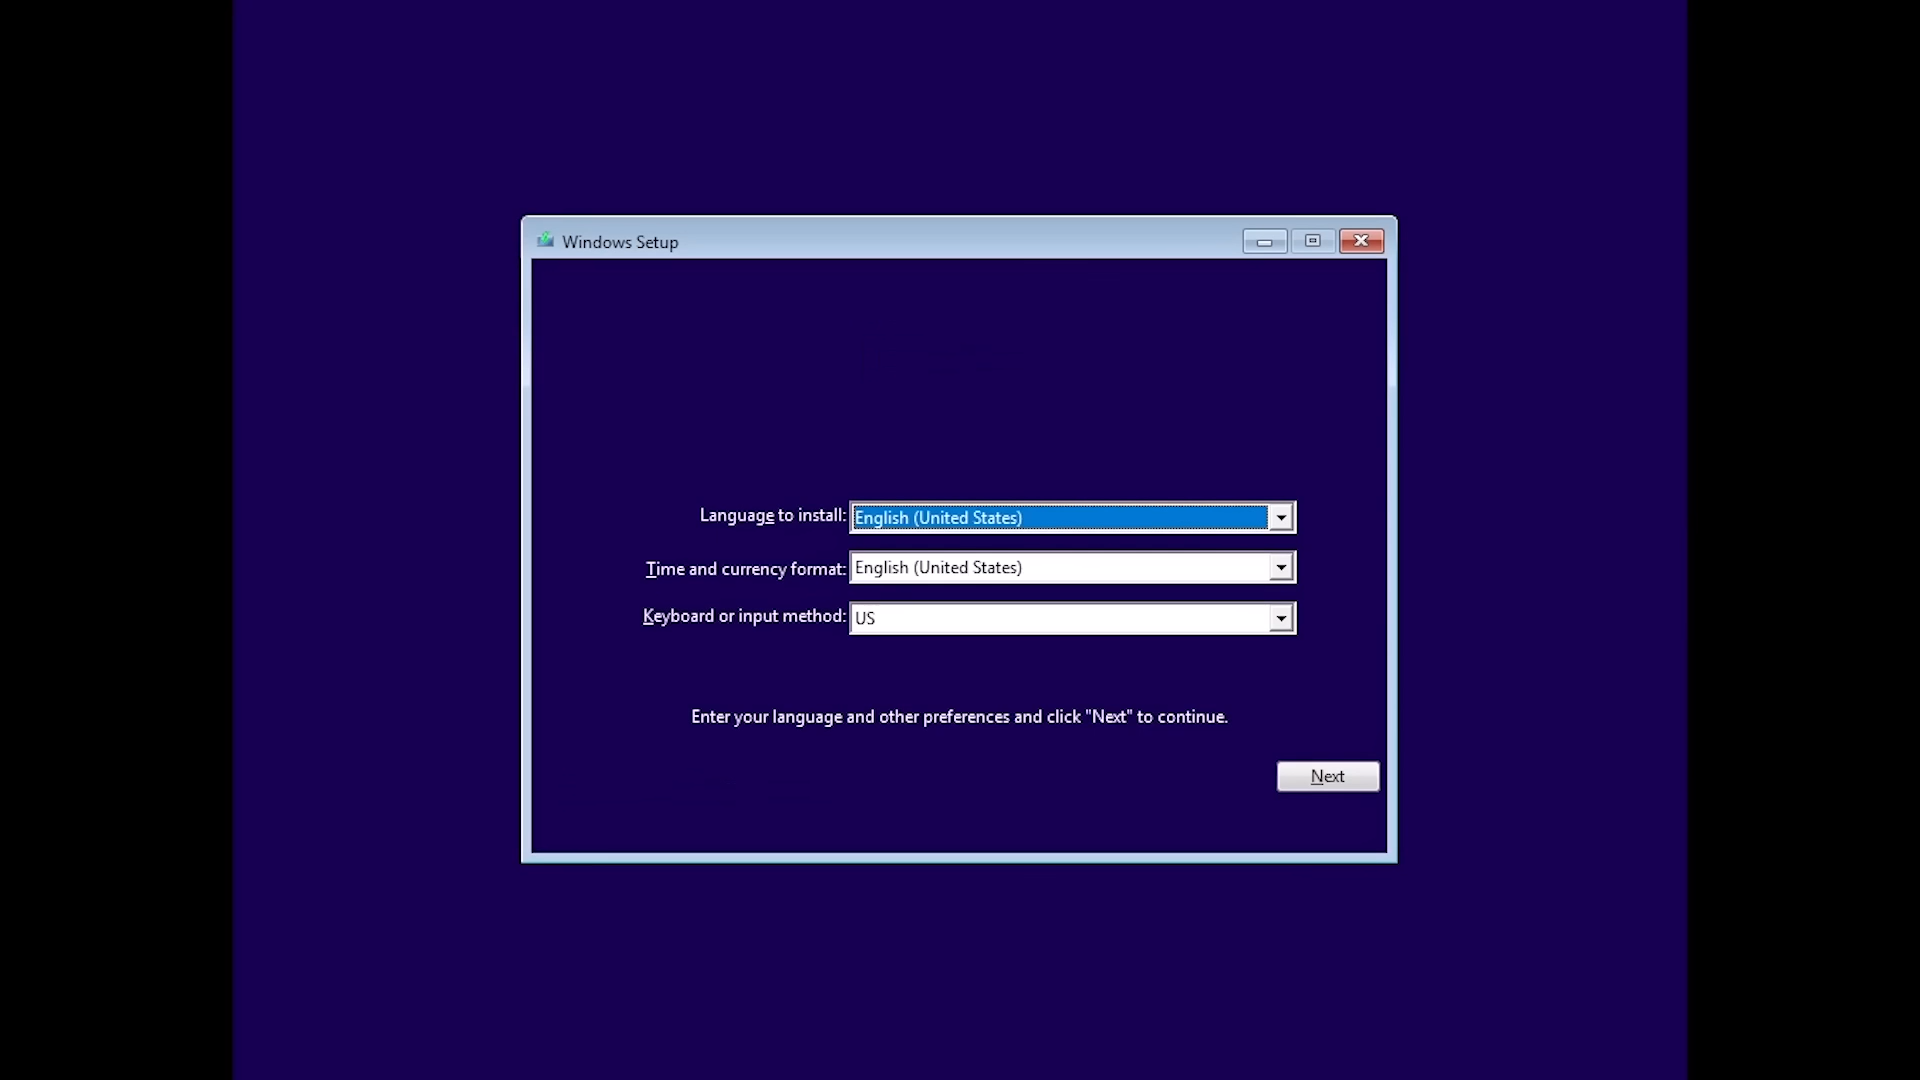 Windows Setup
Language to install: English (United States)
Time and currency format: English (United States)
Keyboard or input method: US
Enter your language and other preferences and click "Next" to continue.
Next